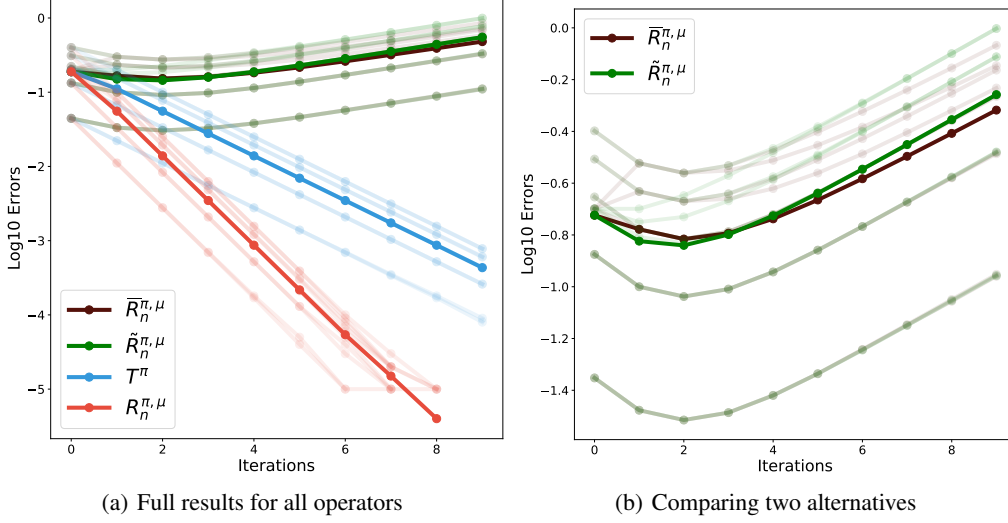 0
−1
−2
−3
−4
−5
0
2
4
6
8
Log10 Errors
Iterations
R̅ₙ^{π, μ}
R̃ₙ^{π, μ}
T^π
Rₙ^{π, μ}
(a) Full results for all operators
0.0
−0.2
−0.4
−0.6
−0.8
−1.0
−1.2
−1.4
0
2
4
6
8
Log10 Errors
Iterations
R̅ₙ^{π, μ}
R̃ₙ^{π, μ}
(b) Comparing two alternatives